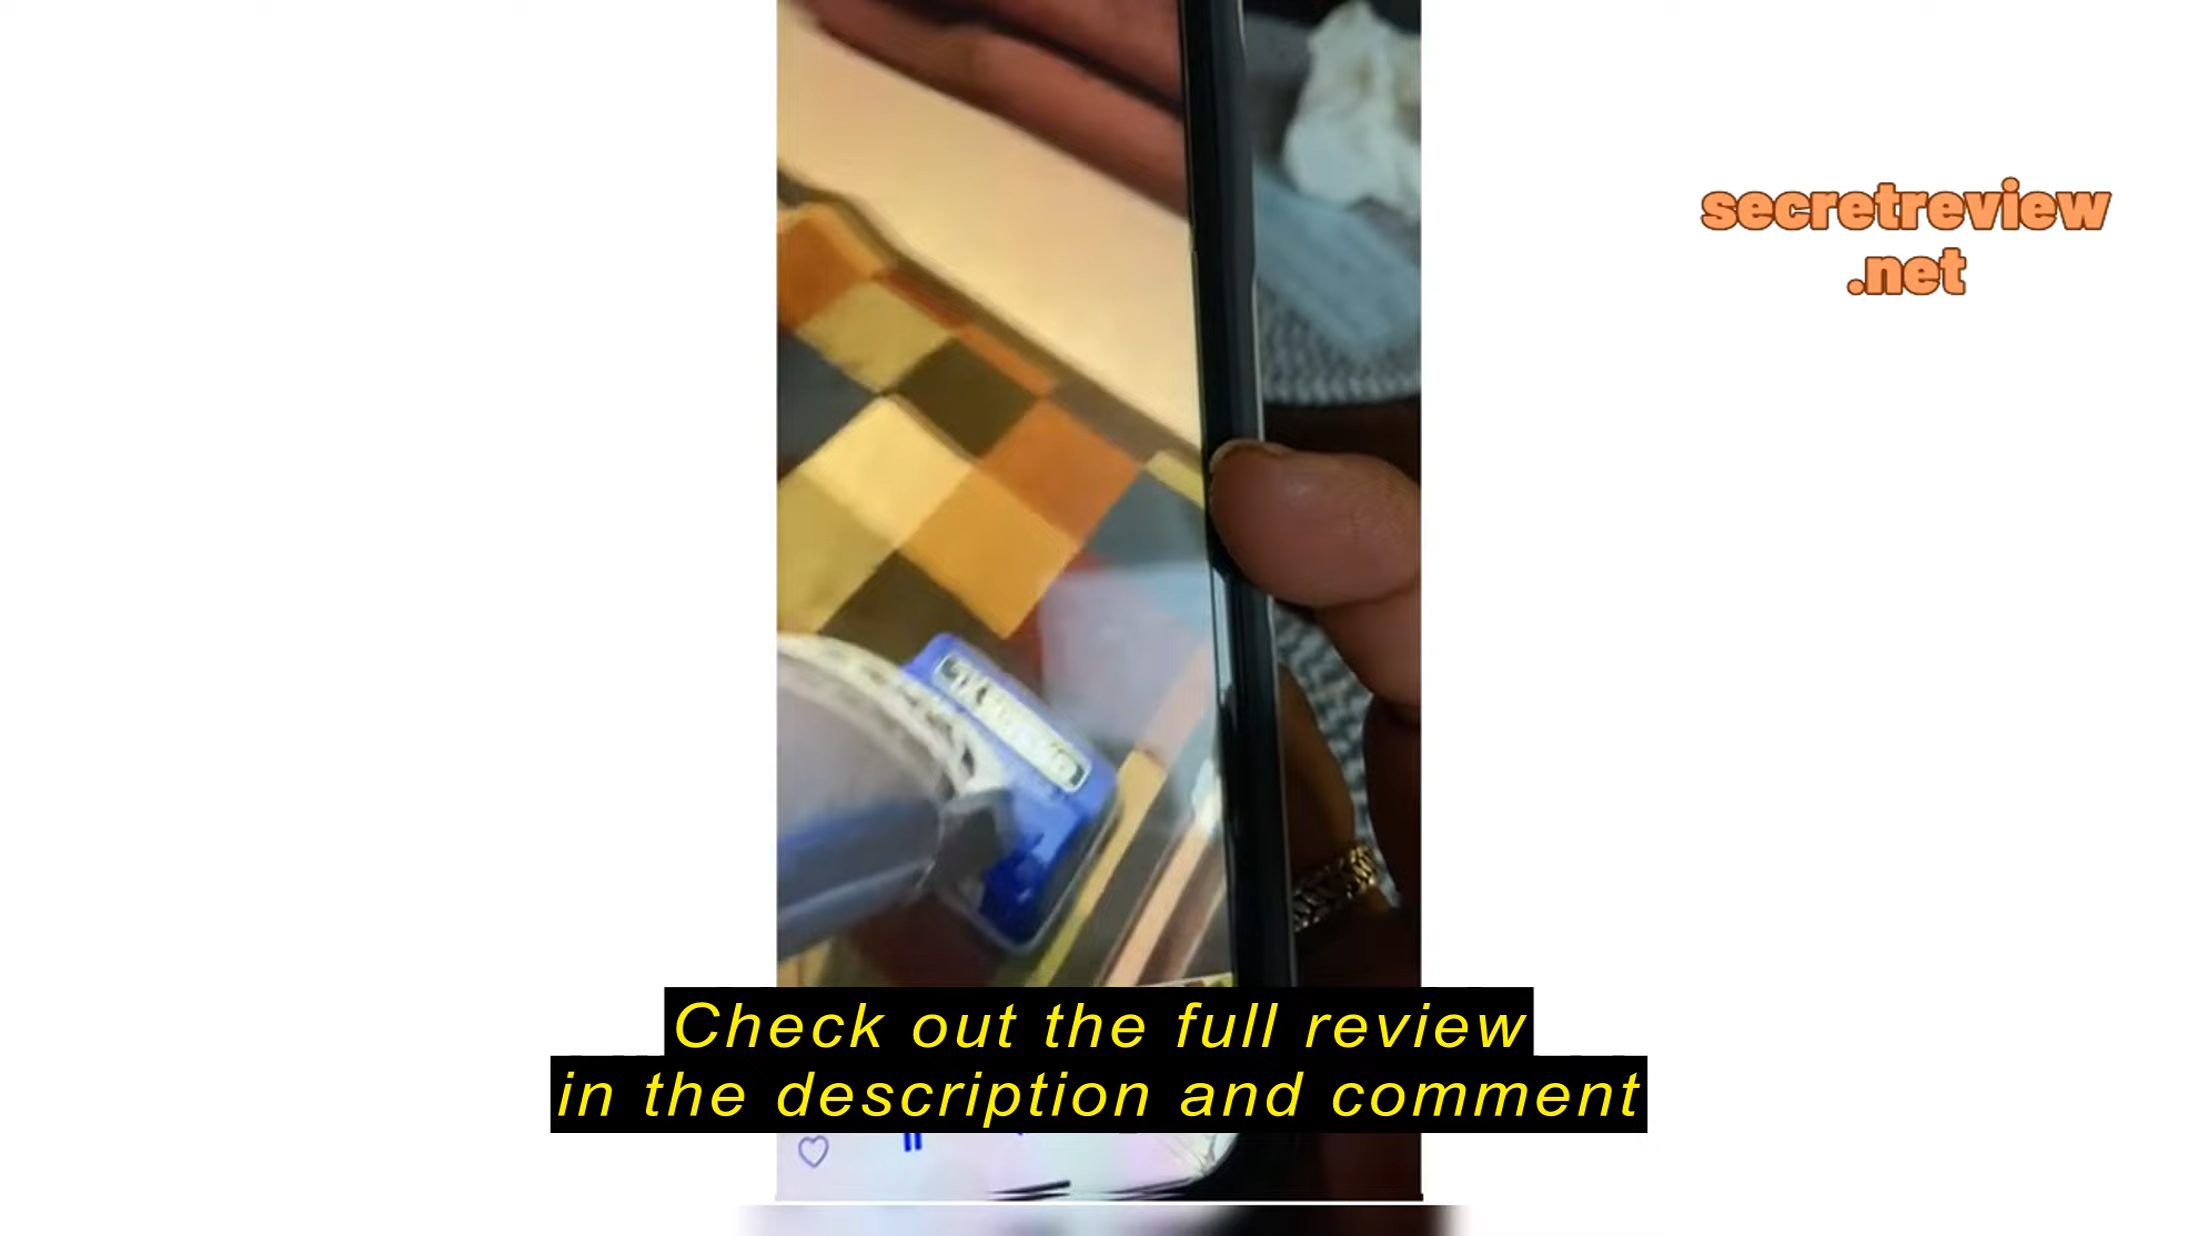 secretreview
.net
Check out the full review
in the description and comment